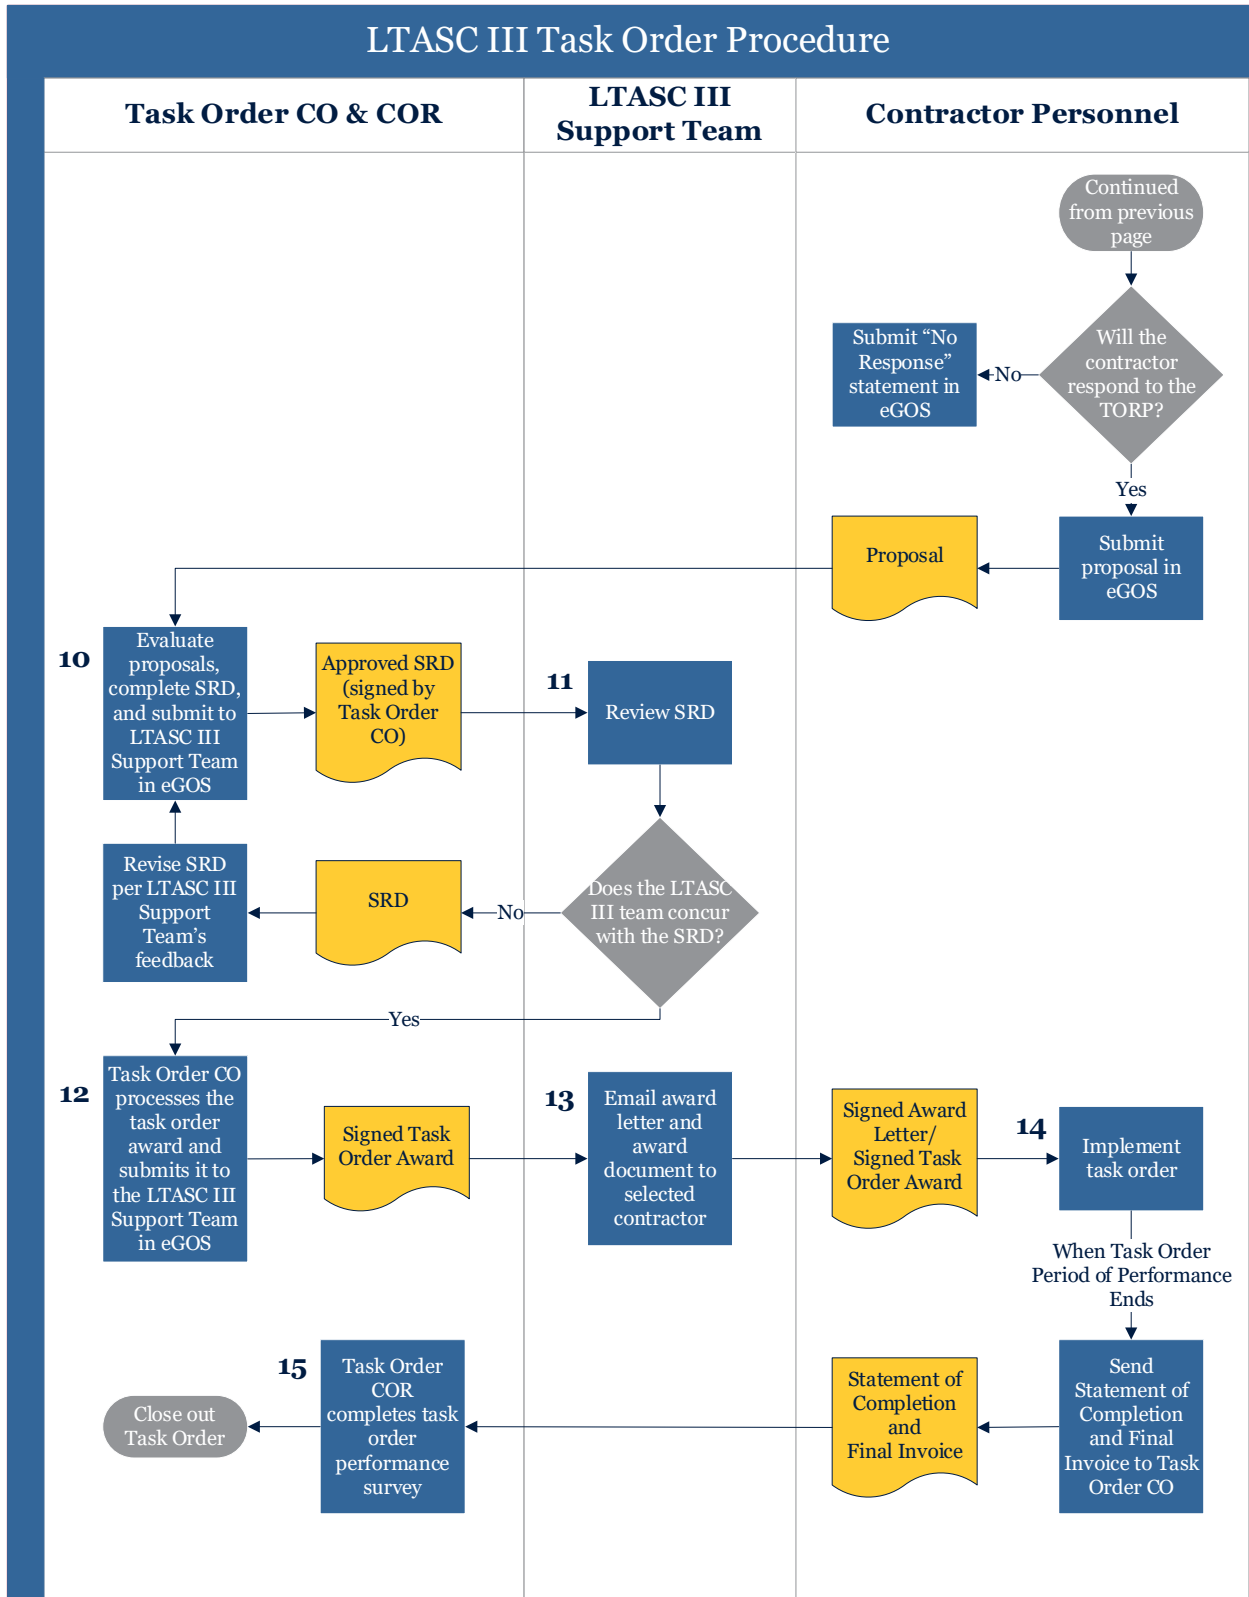 LTASC III Task Order Procedure
Task Order CO & COR
LTASC III
Support Team
Contractor Personnel
Continued
from previous
page
Will the
contractor
respond to the
TORP?
No
Submit “No
Response”
statement in
eGOS
Yes
Submit
proposal in
eGOS
Proposal
10
Evaluate
proposals,
complete SRD,
and submit to
LTASC III
Support Team
in eGOS
Approved SRD
(signed by
Task Order
CO)
11
Review SRD
Does the LTASC
III team concur
with the SRD?
No
SRD
Revise SRD
per LTASC III
Support
Team’s
feedback
Yes
12
Task Order CO
processes the
task order
award and
submits it to
the LTASC III
Support Team
in eGOS
Signed Task
Order Award
13
Email award
letter and
award
document to
selected
contractor
Signed Award
Letter/
Signed Task
Order Award
14
Implement
task order
When Task Order
Period of Performance
Ends
Send
Statement of
Completion
and Final
Invoice to Task
Order CO
Statement of
Completion
and
Final Invoice
15
Task Order
COR
completes task
order
performance
survey
Close out
Task Order